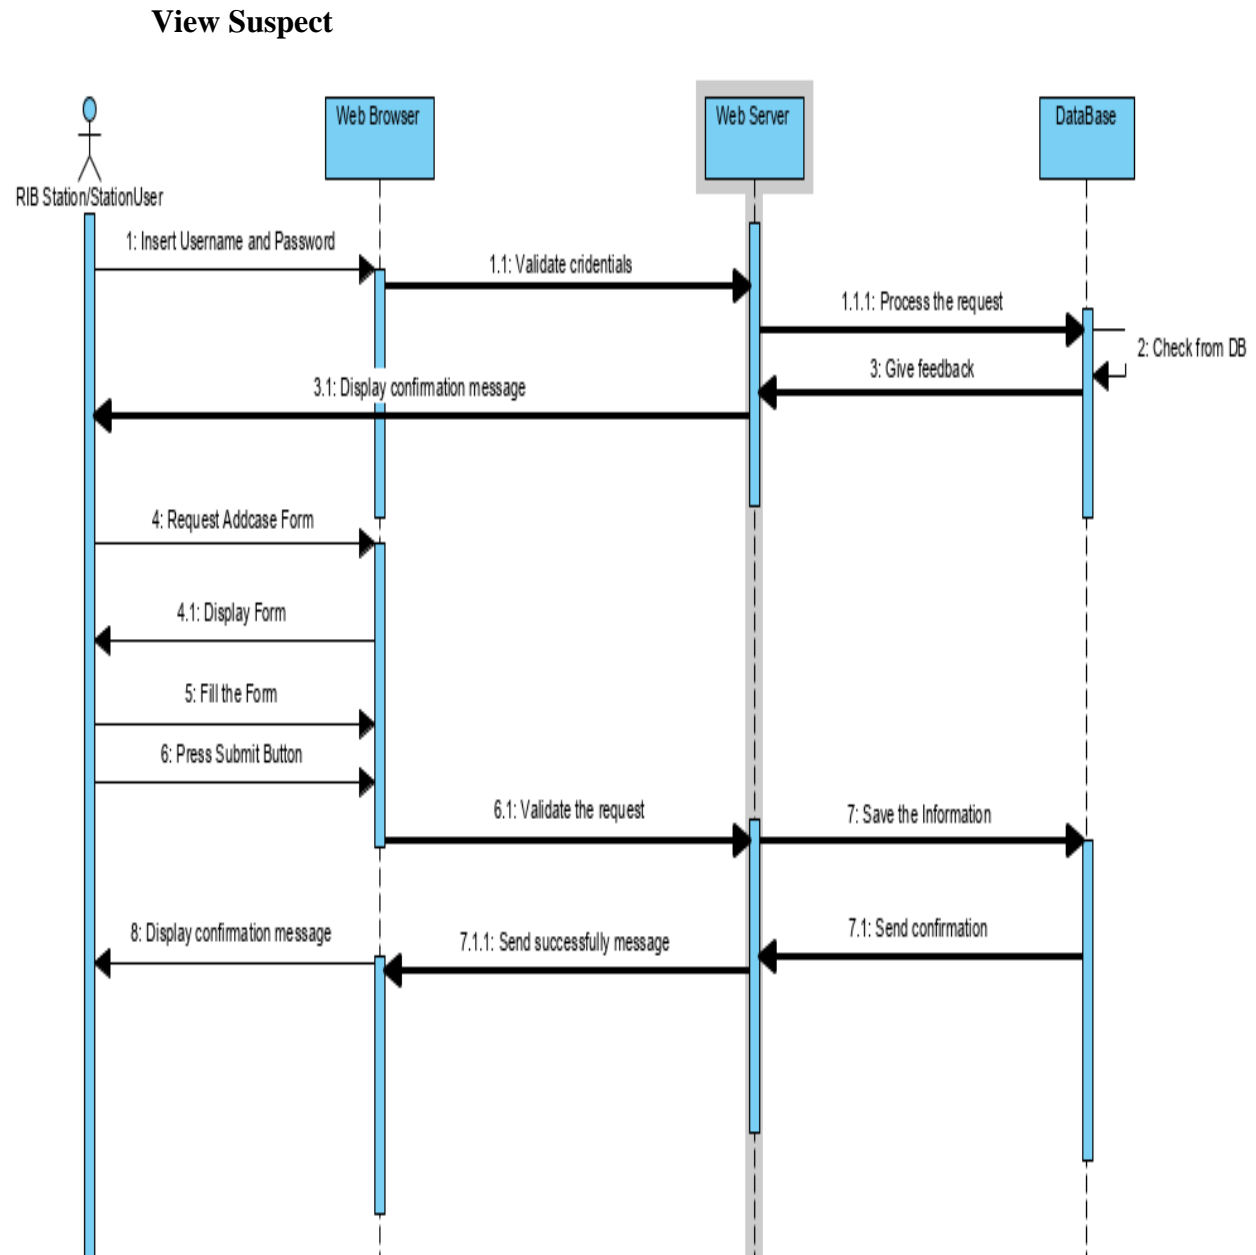 View Suspect
Web Browser
Web Server
DataBase
RIB Station/StationUser
1: Insert Username and Password
1.1: Validate cridentials
1.1.1: Process the request
2: Check from DB
3: Give feedback
3.1: Display confirmation message
4: Request Addcase Form
4.1: Display Form
5: Fill the Form
6: Press Submit Button
6.1: Validate the request
7: Save the Information
7.1: Send confirmation
7.1.1: Send successfully message
8: Display confirmation message